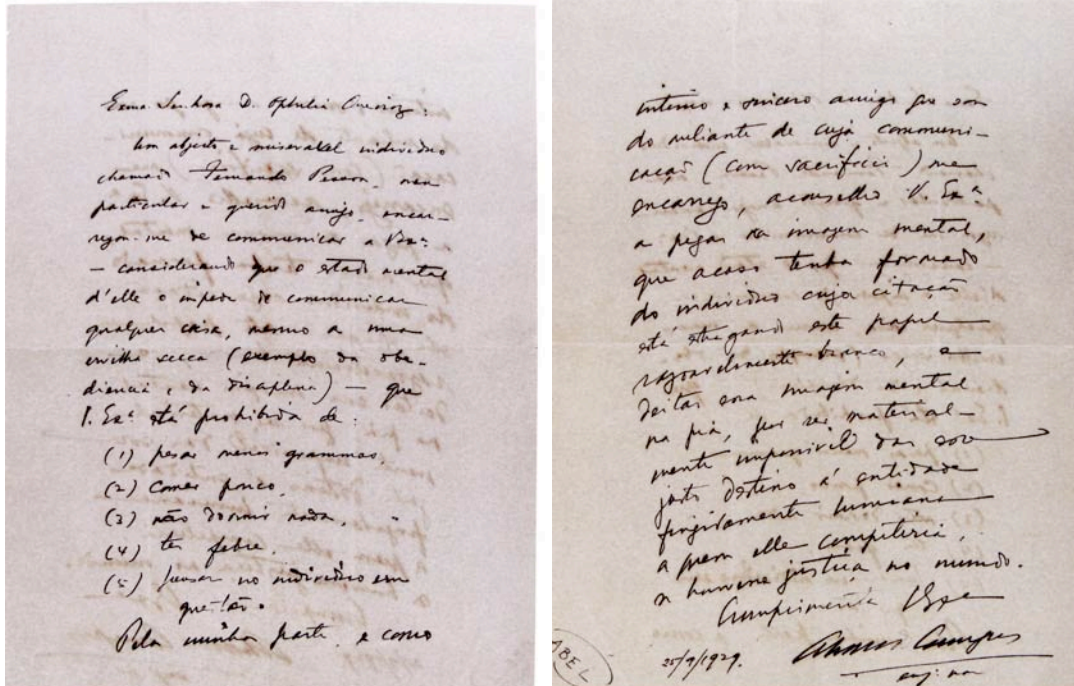 Exma Senhora D. Ophelia Queiroz:
Um abjecto e miseravel individuo
chamado Fernando Pessoa, meu
particular e querido amigo, encar-
regou-me de communicar a V. Exª
— considerando que o estado mental
d'elle o impede de communicar
qualquer coisa, mesmo a uma
ervilha secca (exemplo da obe-
diencia e da disciplina) — que
V. Exª está prohibida de:
(1) pesar menos grammas,
(2) comer pouco,
(3) não dormir nada,
(4) ter febre,
(5) pensar no individuo em
questão.
Pela minha parte, e como
intimo e sincero amigo que sou
do meliante de cuja communi-
cação (com sacrificio) me
encarrego, aconselho V. Exª
a pegar na imagem mental,
que acaso tenha formado
do individuo cuja citação
está estragando este papel
razoavelmente branco, e
deitar essa imagem mental
na pia, por ser material-
mente impossivel dar esse
justo destino á entidade
fingidamente humana
a quem elle competiria,
se houvesse justiça no mundo.
Cumprimenta V. Exª
Alvaro de Campos
eng. naval
25/9/1929.
ABEL